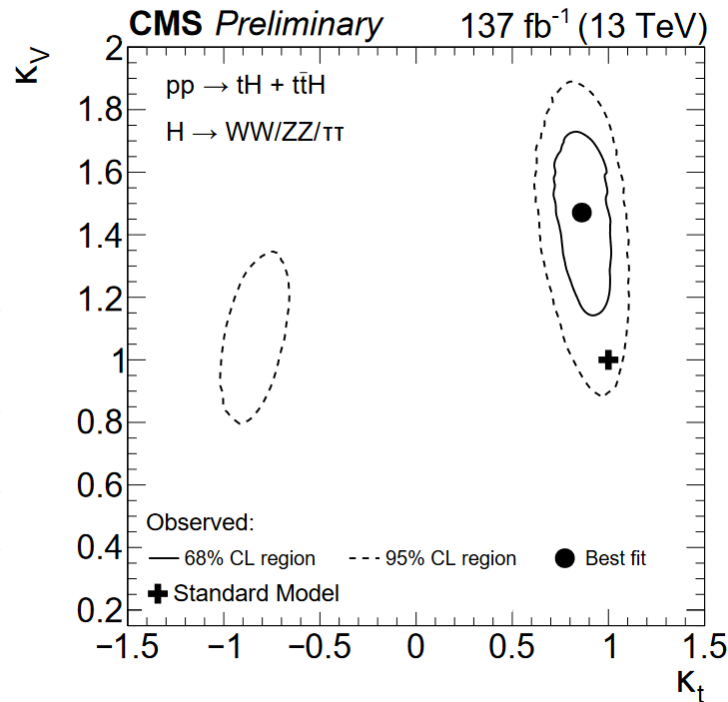 CMS Preliminary 137 fb⁻¹ (13 TeV)
κ_V
pp → tH + tt̄H
H → WW/ZZ/ττ
2
1.8
1.6
1.4
1.2
1
0.8
0.6
0.4
0.2
Observed:
68% CL region 95% CL region Best fit
Standard Model
−1.5 −1 −0.5 0 0.5 1 1.5
κ_t